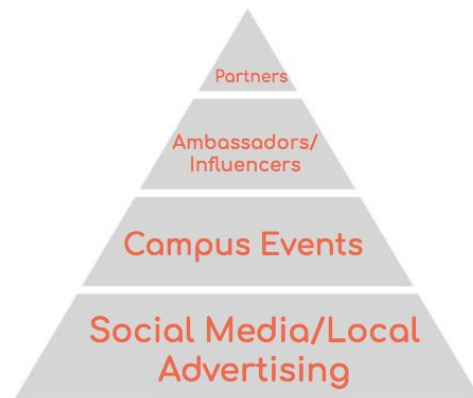 Partners
Ambassadors/
Influencers
Campus Events
Social Media/Local
Advertising